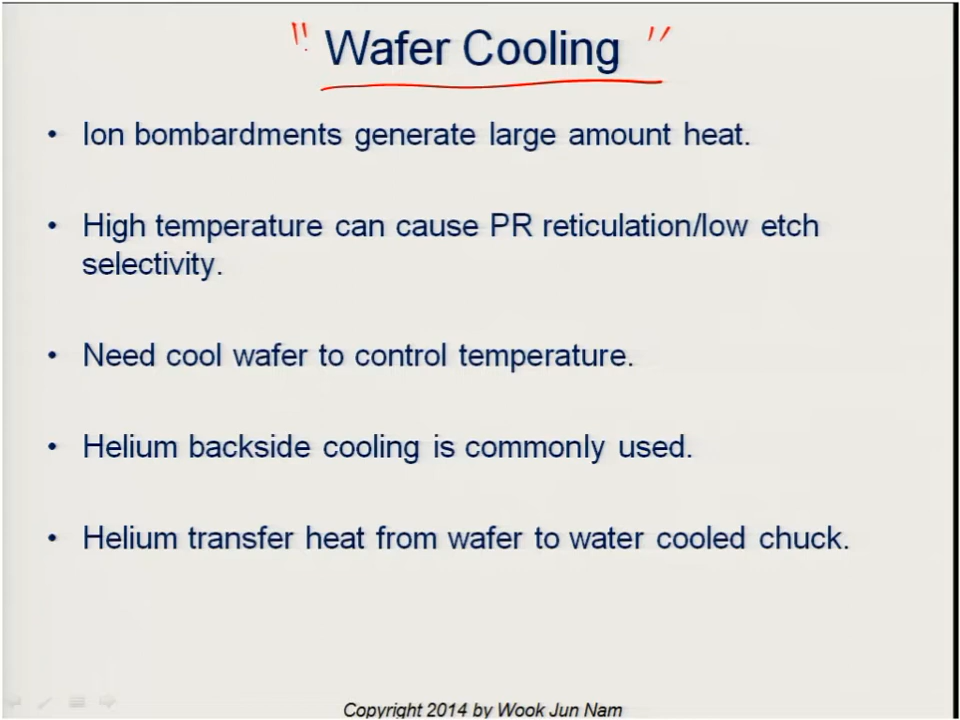 " Wafer Cooling "
• Ion bombardments generate large amount heat.
• High temperature can cause PR reticulation/low etch
selectivity.
• Need cool wafer to control temperature.
• Helium backside cooling is commonly used.
• Helium transfer heat from wafer to water cooled chuck.
Copyright 2014 by Wook Jun Nam